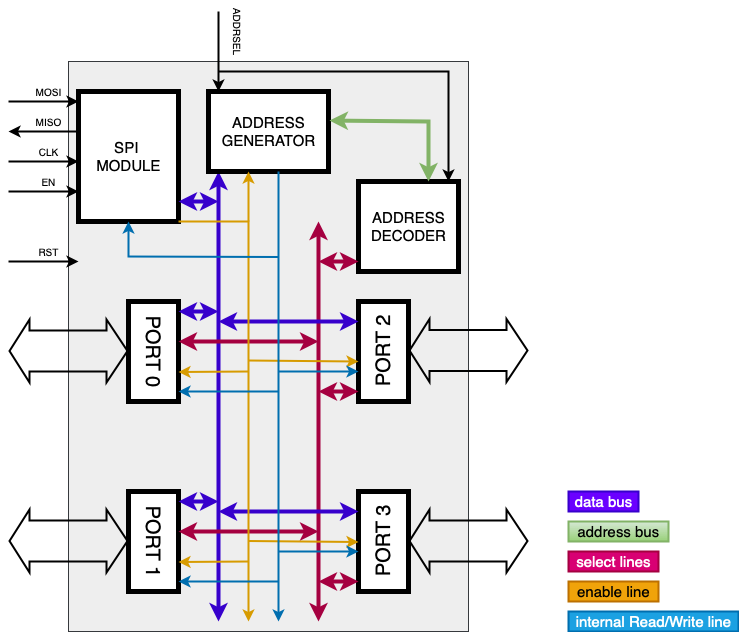 ADDRSEL
MOSI
MISO
CLK
EN
RST
SPI
MODULE
ADDRESS
GENERATOR
ADDRESS
DECODER
PORT 0
PORT 2
PORT 1
PORT 3
data bus
address bus
select lines
enable line
internal Read/Write line